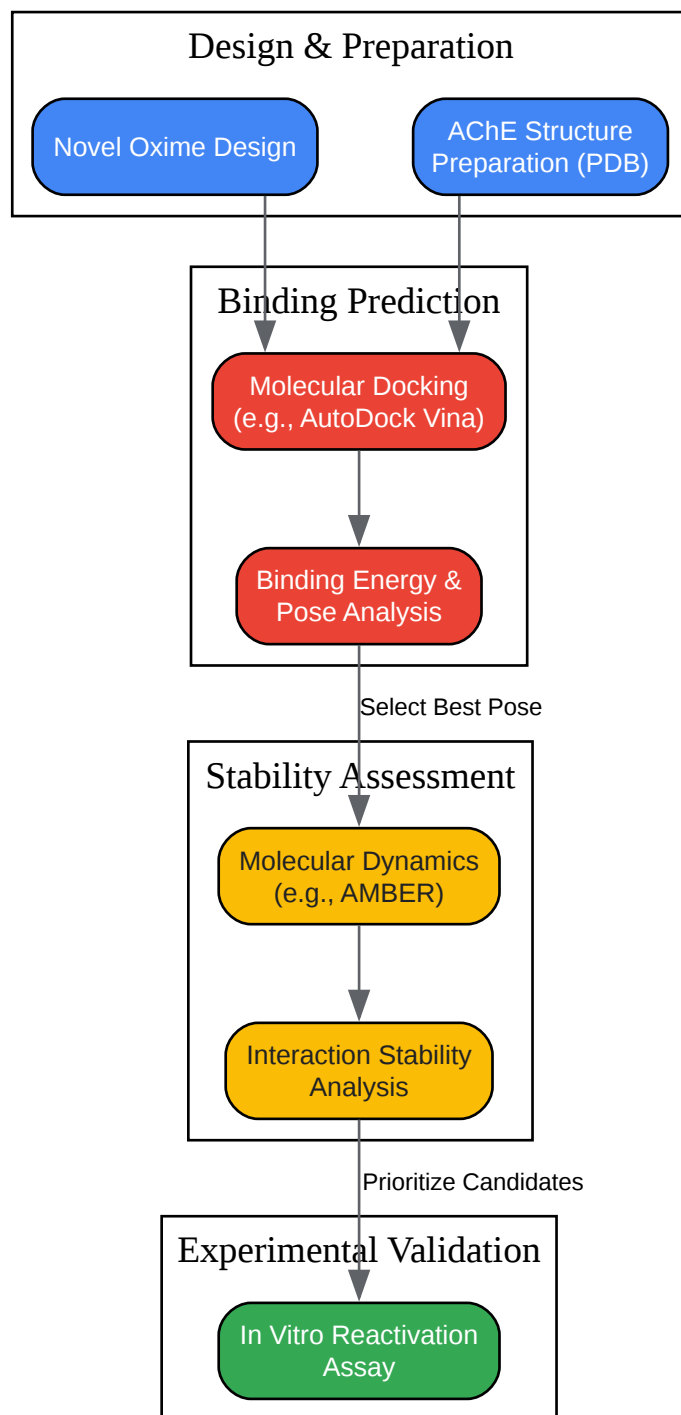 Design & Preparation
Novel Oxime Design
AChE Structure
Preparation (PDB)
Binding Prediction
Molecular Docking
(e.g., AutoDock Vina)
Binding Energy &
Pose Analysis
Select Best Pose
Stability Assessment
Molecular Dynamics
(e.g., AMBER)
Interaction Stability
Analysis
Prioritize Candidates
Experimental Validation
In Vitro Reactivation
Assay